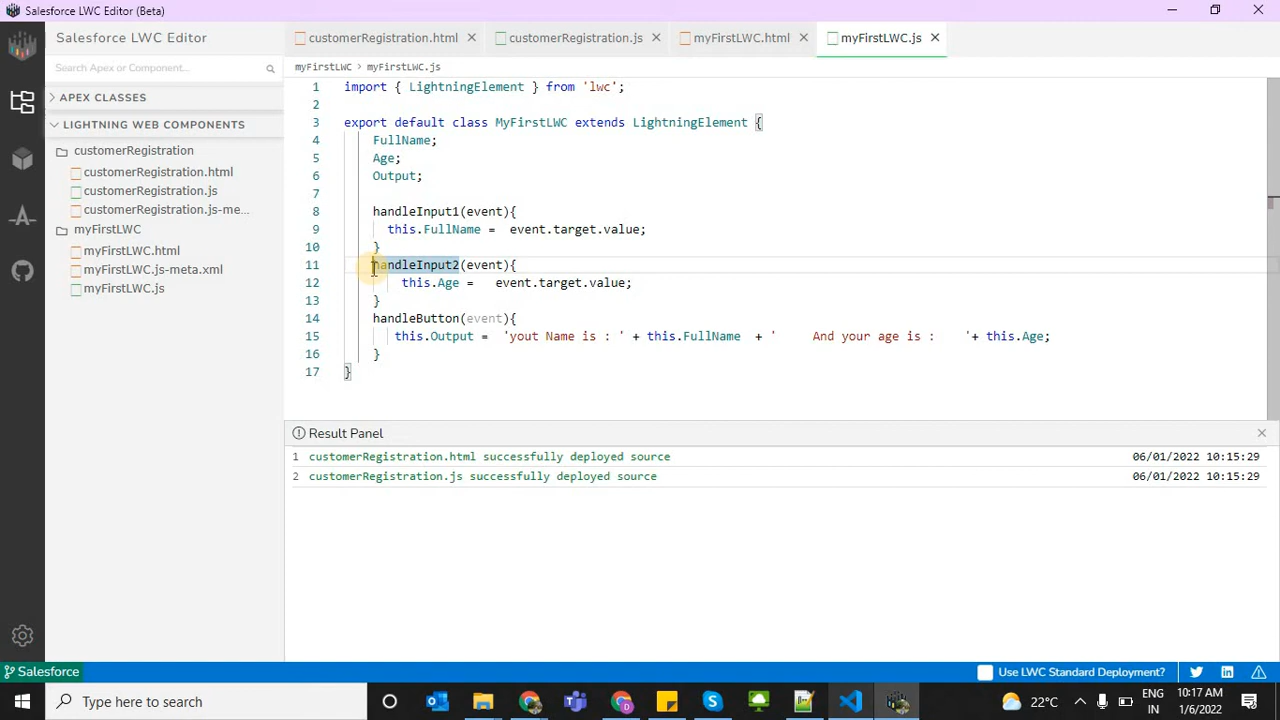 Salesforce LWC Editor (Beta)
Salesforce LWC Editor
customerRegistration.html
customerRegistration.js
myFirstLWC.html
myFirstLWC.js
Search Apex or Component...
myFirstLWC > myFirstLWC.js
APEX CLASSES
LIGHTNING WEB COMPONENTS
customerRegistration
customerRegistration.html
customerRegistration.js
customerRegistration.js-me...
myFirstLWC
myFirstLWC.html
myFirstLWC.js-meta.xml
myFirstLWC.js
1 import { LightningElement } from 'lwc';
2
3 export default class MyFirstLWC extends LightningElement {
4 FullName;
5 Age;
6 Output;
7
8 handleInput1(event){
9 this.FullName = event.target.value;
10 }
11 handleInput2(event){
12 this.Age = event.target.value;
13 }
14 handleButton(event){
15 this.Output = 'yout Name is : ' + this.FullName + ' And your age is : '+ this.Age;
16 }
17 }
Result Panel
1 customerRegistration.html successfully deployed source 06/01/2022 10:15:29
2 customerRegistration.js successfully deployed source 06/01/2022 10:15:29
Salesforce
Use LWC Standard Deployment?
Type here to search
22°C
ENG
IN
10:17 AM
1/6/2022